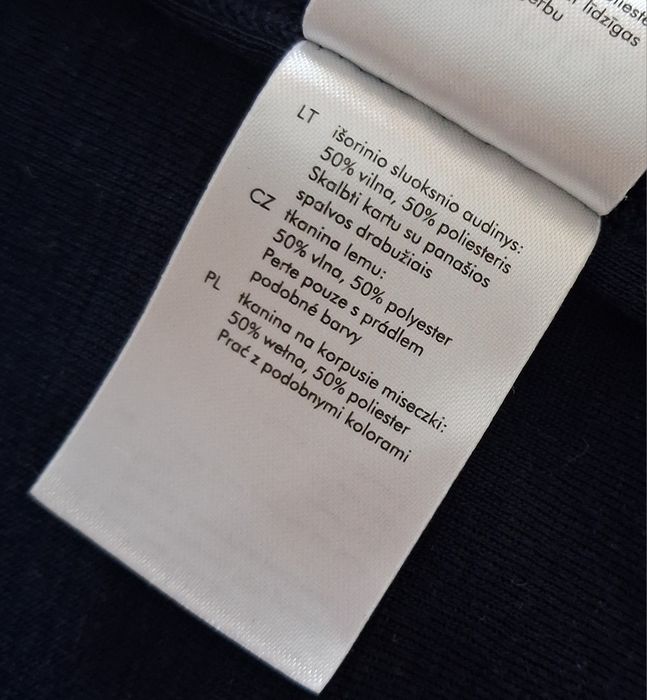 līdzīgas
LT
išorinio sluoksnio audinys:
50% vilna, 50% poliesteris
Skalbti kartu su panašios
spalvos drabužiais
CZ
tkanina lemu:
50% vlna, 50% polyester
Perte pouze s prádlem
podobné barvy
PL
tkanina na korpusie miseczki:
50% wełna, 50% poliester
Prać z podobnymi kolorami